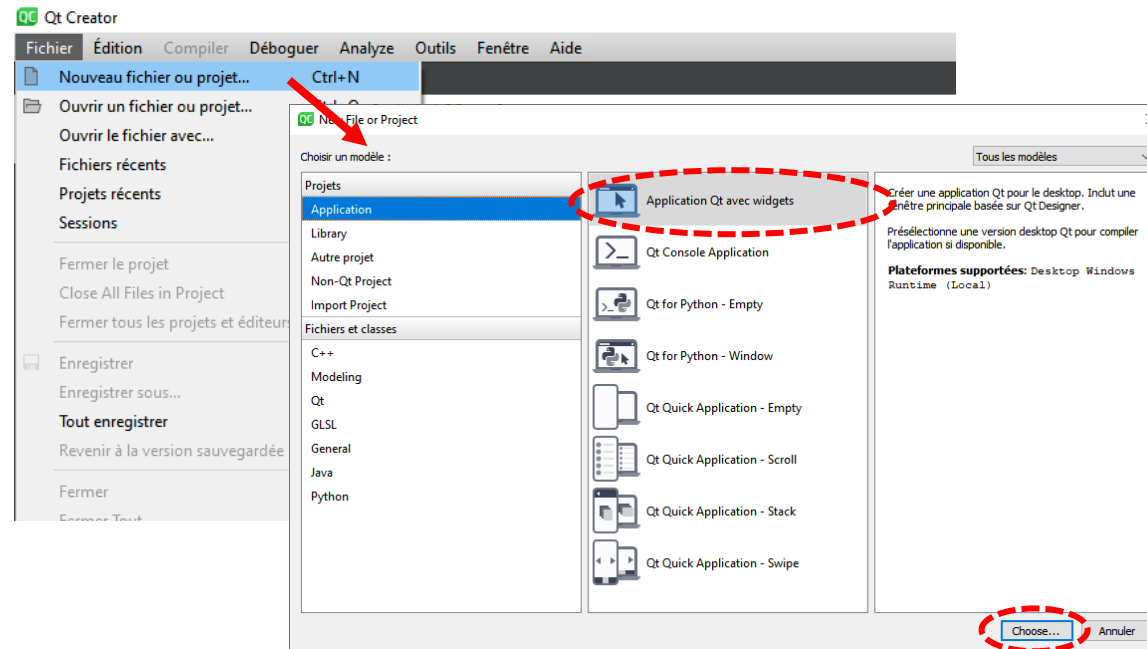 Qt Creator
Fichier Édition Compiler Déboguer Analyze Outils Fenêtre Aide
Nouveau fichier ou projet... Ctrl+N
Ouvrir un fichier ou projet...
Ouvrir le fichier avec...
Fichiers récents
Projets récents
Sessions
Fermer le projet
Close All Files in Project
Fermer tous les projets et éditeurs
Enregistrer
Enregistrer sous...
Tout enregistrer
Revenir à la version sauvegardée
Fermer
Fermer Tout
New File or Project
Choisir un modèle :
Tous les modèles
Projets
Application
Library
Autre projet
Non-Qt Project
Import Project
Fichiers et classes
C++
Modeling
Qt
GLSL
General
Java
Python
Application Qt avec widgets
Qt Console Application
Qt for Python - Empty
Qt for Python - Window
Qt Quick Application - Empty
Qt Quick Application - Scroll
Qt Quick Application - Stack
Qt Quick Application - Swipe
Créer une application Qt pour le desktop. Inclut une
fenêtre principale basée sur Qt Designer.
Présélectionne une version desktop Qt pour compiler
l'application si disponible.
Plateformes supportées: Desktop Windows
Runtime (Local)
Choose... Annuler